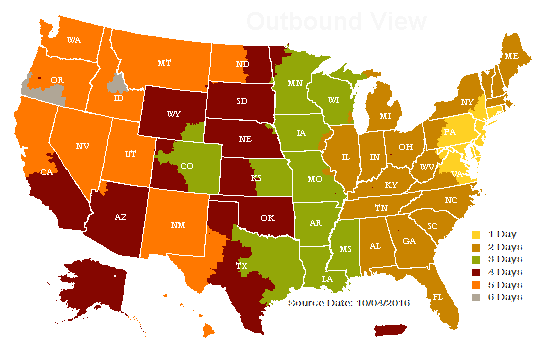 Outbound View
WA
OR
CA
NV
ID
MT
WY
UT
AZ
CO
NM
ND
SD
NE
KS
OK
TX
MN
IA
MO
AR
LA
WI
IL
MS
MI
IN
KY
TN
AL
OH
WV
VA
NC
SC
GA
FL
PA
NY
ME
1 Day
2 Days
3 Days
4 Days
5 Days
6 Days
Source Date: 10/04/2016